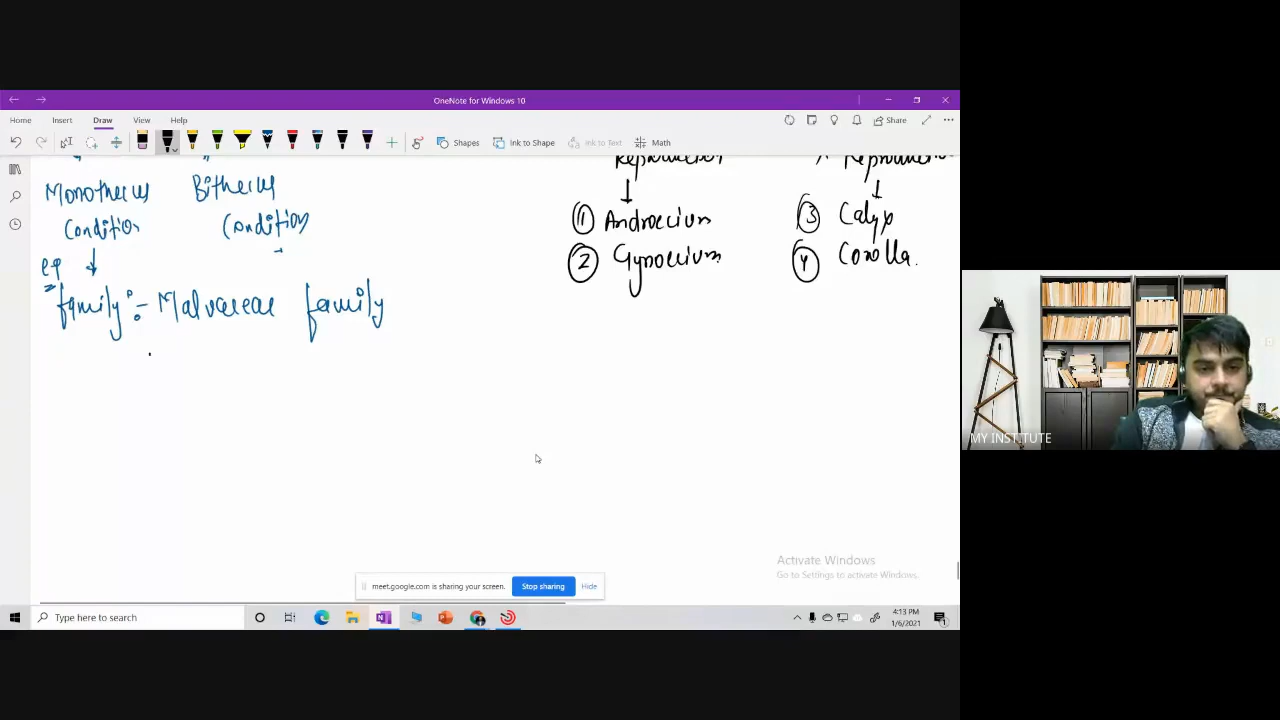 OneNote for Windows 10
Home Insert Draw View Help
Share
Shapes Ink to Shape Ink to Text Math
Monothecus Bithecus
Condition Condition
eg
family :- Malvaceae family
Reproduction
① Androecium
② Gynoecium
③ Calyx
④ Corolla.
Activate Windows
Go to Settings to activate Windows.
meet.google.com is sharing your screen. Stop sharing Hide
Type here to search
4:13 PM
1/6/2021
MY INSTITUTE